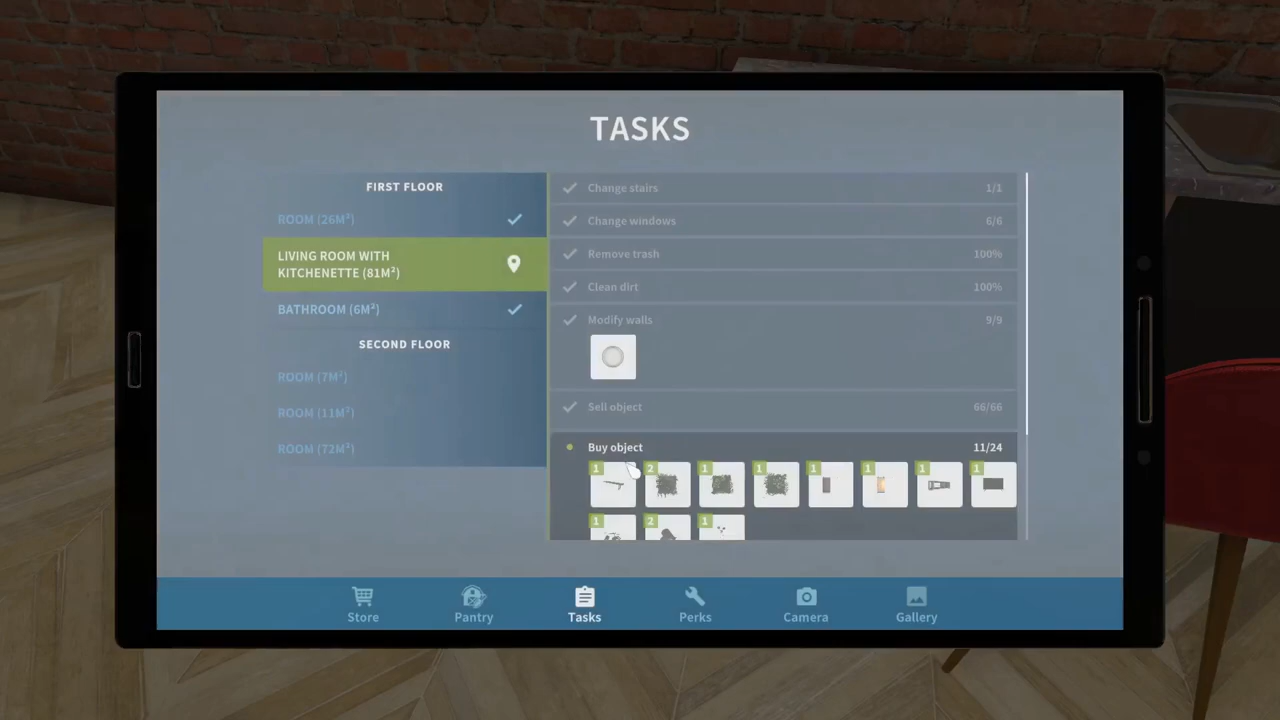 TASKS
FIRST FLOOR
ROOM (26M²)
LIVING ROOM WITH
KITCHENETTE (81M²)
BATHROOM (6M²)
SECOND FLOOR
ROOM (7M²)
ROOM (11M²)
ROOM (72M²)
Change stairs 1/1
Change windows 6/6
Remove trash 100%
Clean dirt 100%
Modify walls 9/9
Sell object 66/66
Buy object 11/24
1 2 1 1 1 1 1 1
1 2 1
Store Pantry Tasks Perks Camera Gallery